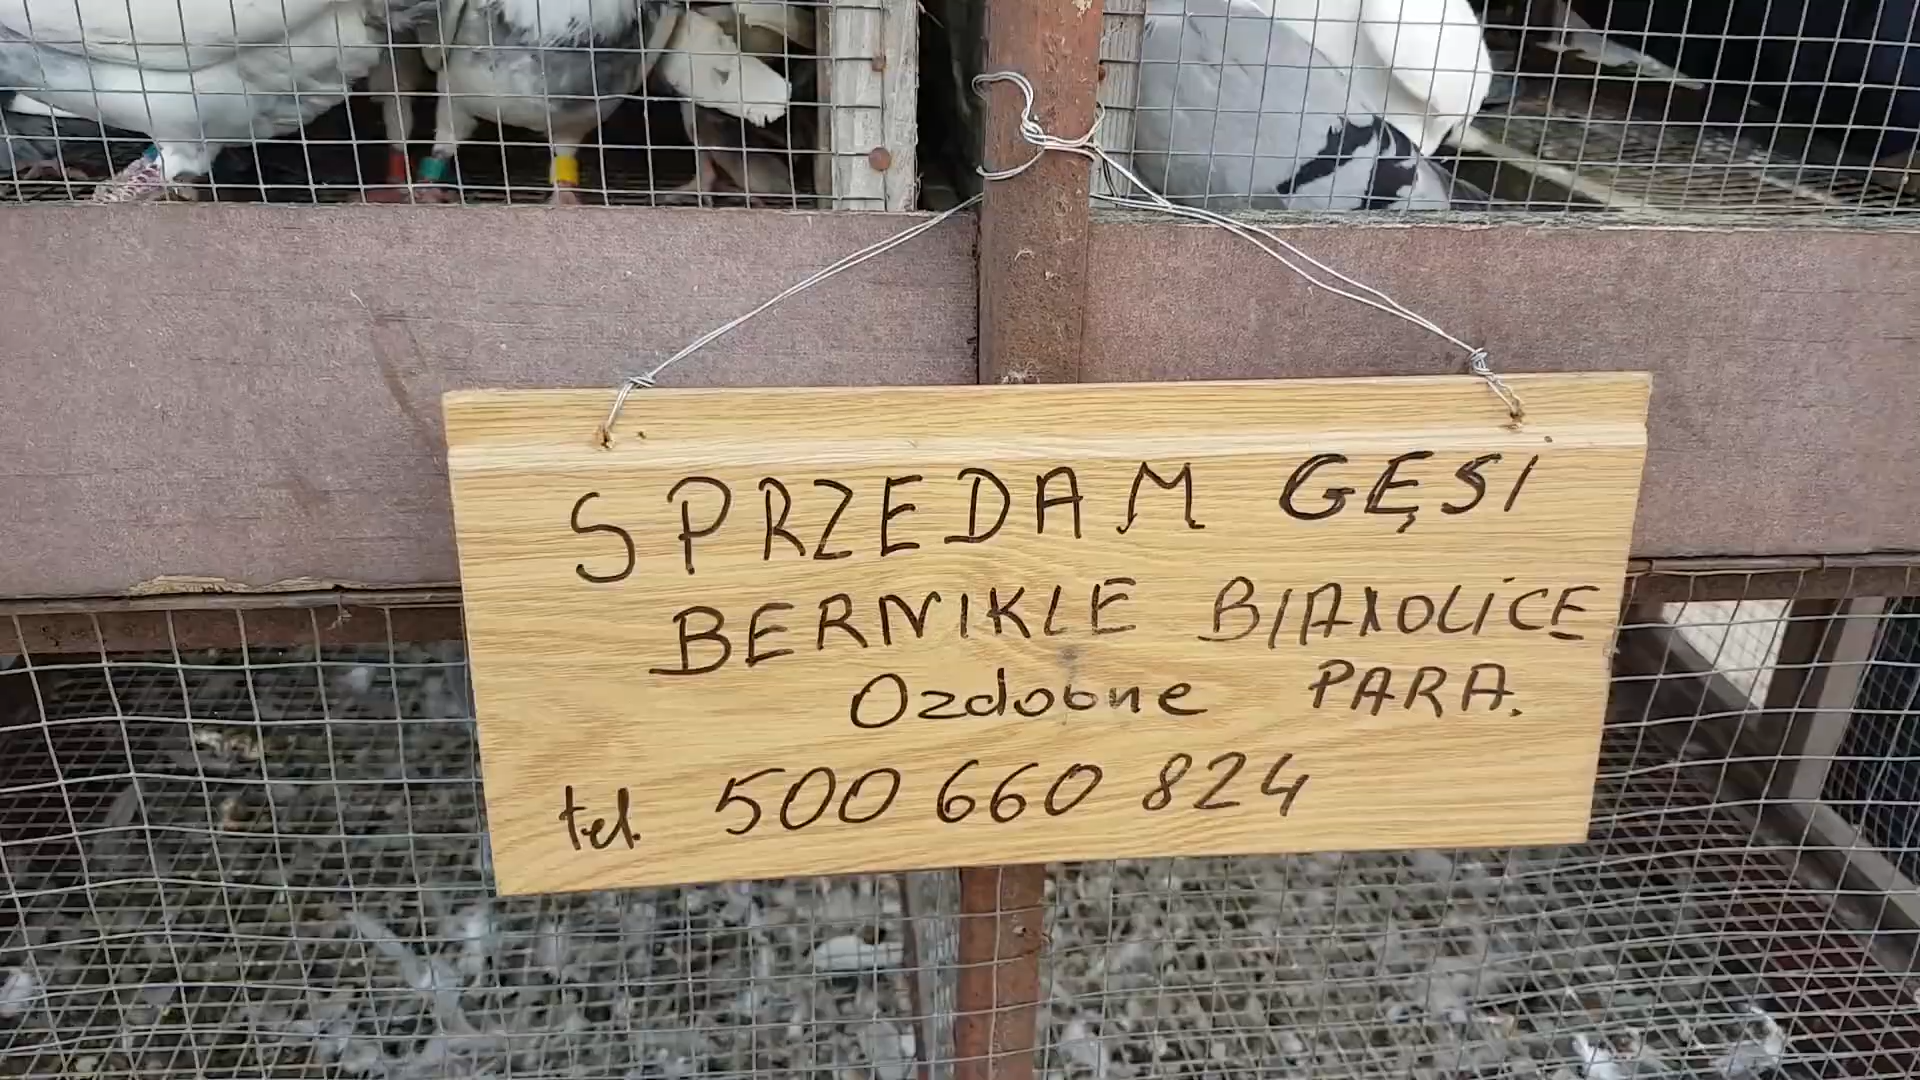 SPRZEDAM GĘSI
BERNIKLE BIAŁOLICE
Ozdobne PARA.
tel. 500 660 824